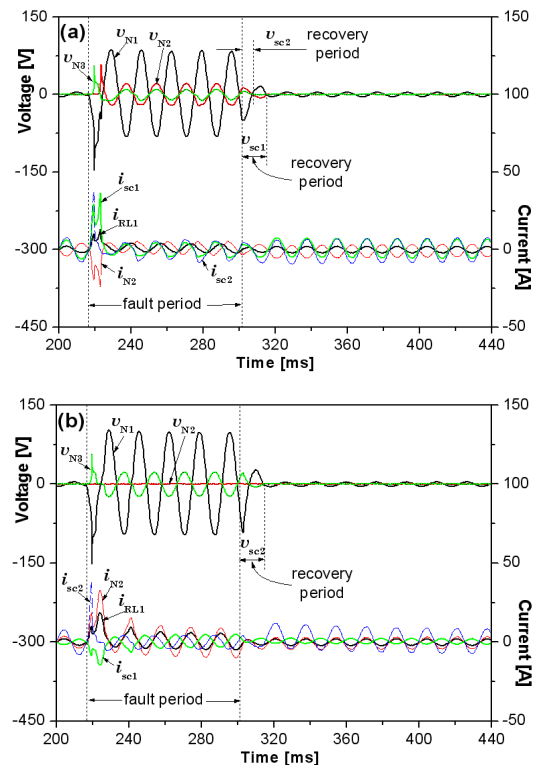 (a)
v_N1
v_N2
v_sc2
recovery
period
v_N3
v_sc1
recovery
period
i_sc1
i_RL1
i_N2
i_sc2
fault period
150
0
-150
-300
-450
Voltage [V]
100
50
0
-50
Current [A]
200 240 280 320 360 400 440
Time [ms]
(b)
v_N1
v_N2
v_N3
v_sc2
recovery
period
i_sc2
i_N2
i_RL1
i_sc1
fault period
150
0
-150
-300
-450
Voltage [V]
100
100
50
0
-50
Current [A]
200 240 280 320 360 400 440
Time [ms]